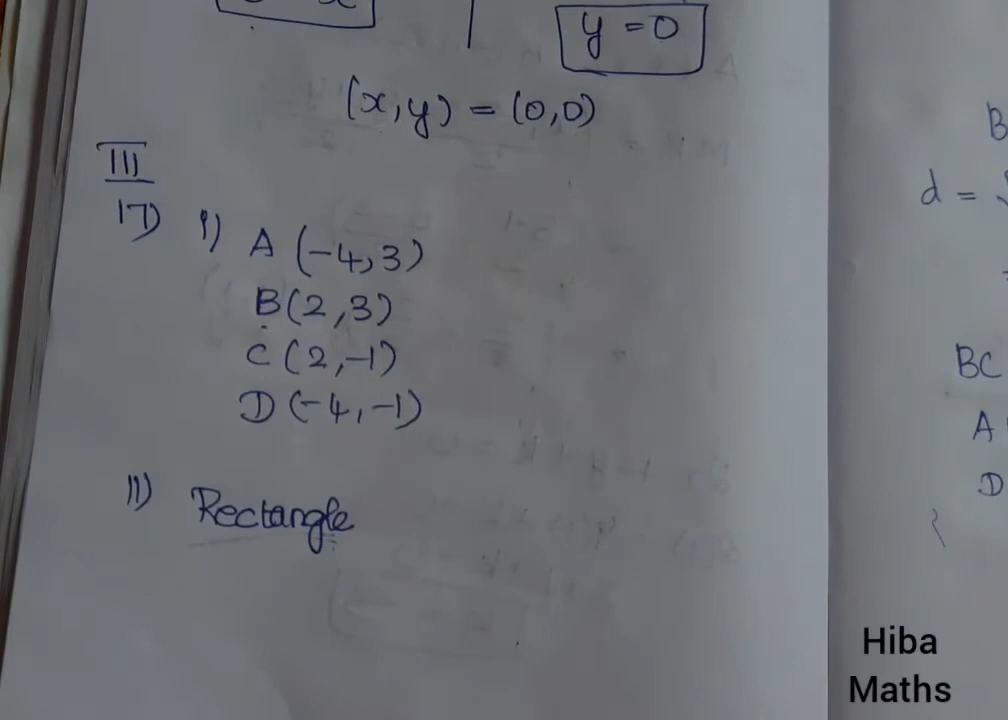 y = 0
(x,y) = (0,0)
III
17) i) A (-4,3)
B(2,3)
C (2,-1)
D (-4,-1)
II) Rectangle
B
d =
BC
A
D
Hiba
Maths